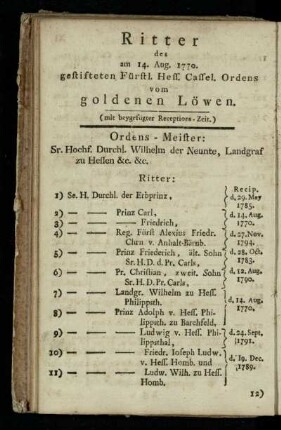 Ritter
des
am 14. Aug. 1770.
gestifteten Fürstl. Hess. Cassel. Ordens
vom
goldenen Löwen.
(mit beygefügter Receptions-Zeit.)
Ordens-Meister:
Sr. Hochf. Durchl. Wilhelm der Neunte, Landgraf
zu Hessen &c. &c.
Ritter:
Recip.
1) Se. H. Durchl. der Erbprinz, d. 29. May
1785.
2) — — Prinz Carl, d. 14. Aug.
3) — — — Friedrich, 1770.
4) — — Reg. Fürst Alexius Friedr. d. 27. Nov.
Chrn v. Anhalt-Bärnb. 1794.
5) — — Prinz Friederich, ält. Sohn d. 28. Oct.
Sr. H. D. d. Pr. Carls, 1785.
6) — — Pr. Christian, zweit. Sohn d. 12. Aug.
Sr. H. D. Pr. Carls, 1790.
7) — — Landgr. Wilhelm zu Hess.
Philippsth. d. 14. Aug.
8) — — Prinz Adolph v. Hess. Phi- 1770.
lippsth. zu Barchfeld,
9) — — — Ludwig v. Hess. Phi- d. 24. Sept.
lippsthal, 1791.
10) — — — Friedr. Joseph Ludw.
v. Hess. Homb. und d. 19. Dec.
11) — — — Ludw. Wilh. zu Hess. 1789.
Homb.
12)